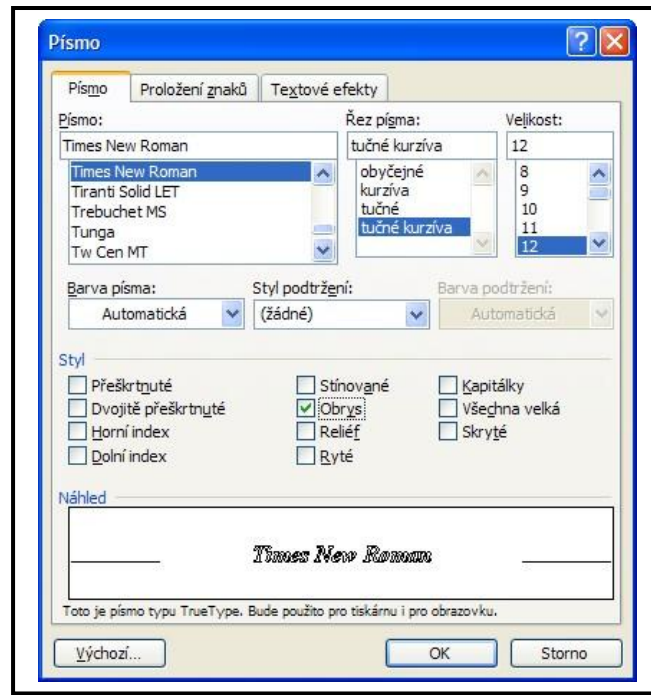 Písmo
Písmo Proložení znaků Textové efekty
Písmo: Řez písma: Velikost:
Times New Roman tučné kurzíva 12
Times New Roman obyčejné 8
Tiranti Solid LET kurzíva 9
Trebuchet MS tučné 10
Tunga tučné kurzíva 11
Tw Cen MT 12
Barva písma: Styl podtržení: Barva podtržení:
Automatická (žádné) Automatická
Styl
Přeškrtnuté Stínované Kapitálky
Dvojitě přeškrtnuté Obrys Všechna velká
Horní index Reliéf Skryté
Dolní index Ryté
Náhled
Times New Roman
Toto je písmo typu TrueType. Bude použito pro tiskárnu i pro obrazovku.
Výchozí... OK Storno